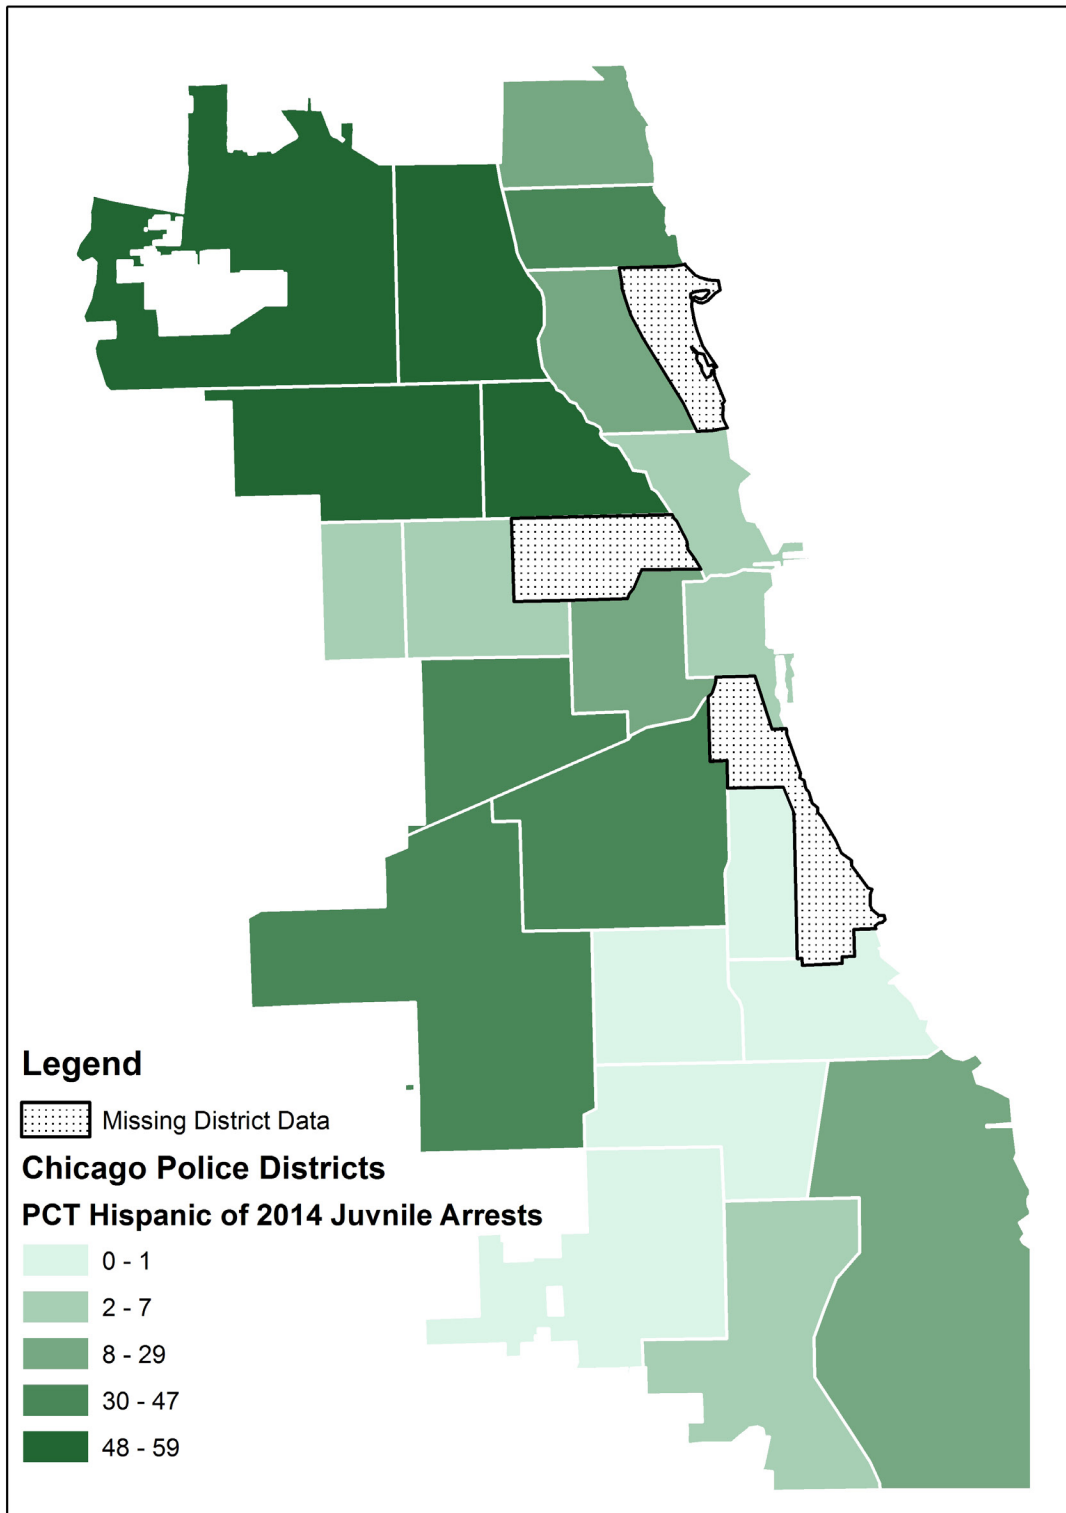 Legend
Missing District Data
Chicago Police Districts
PCT Hispanic of 2014 Juvnile Arrests
0 - 1
2 - 7
8 - 29
30 - 47
48 - 59